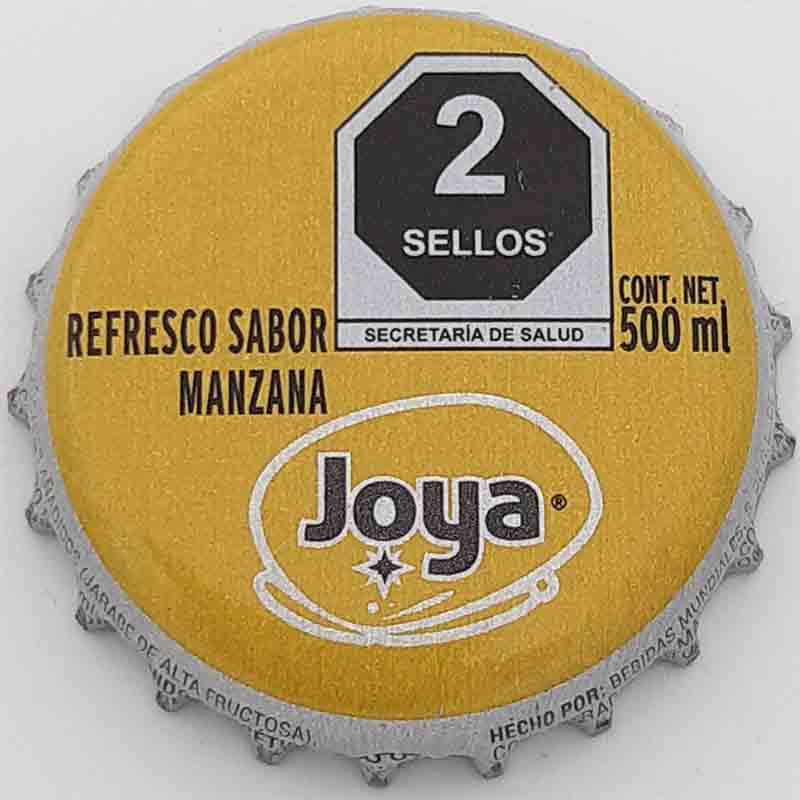 2
SELLOS
SECRETARÍA DE SALUD
REFRESCO SABOR
MANZANA
CONT. NET.
500 ml
Joya®
AÑADIDOS (JARABE DE ALTA FRUCTOSA),
HECHO POR: BEBIDAS MUNDIALES, S